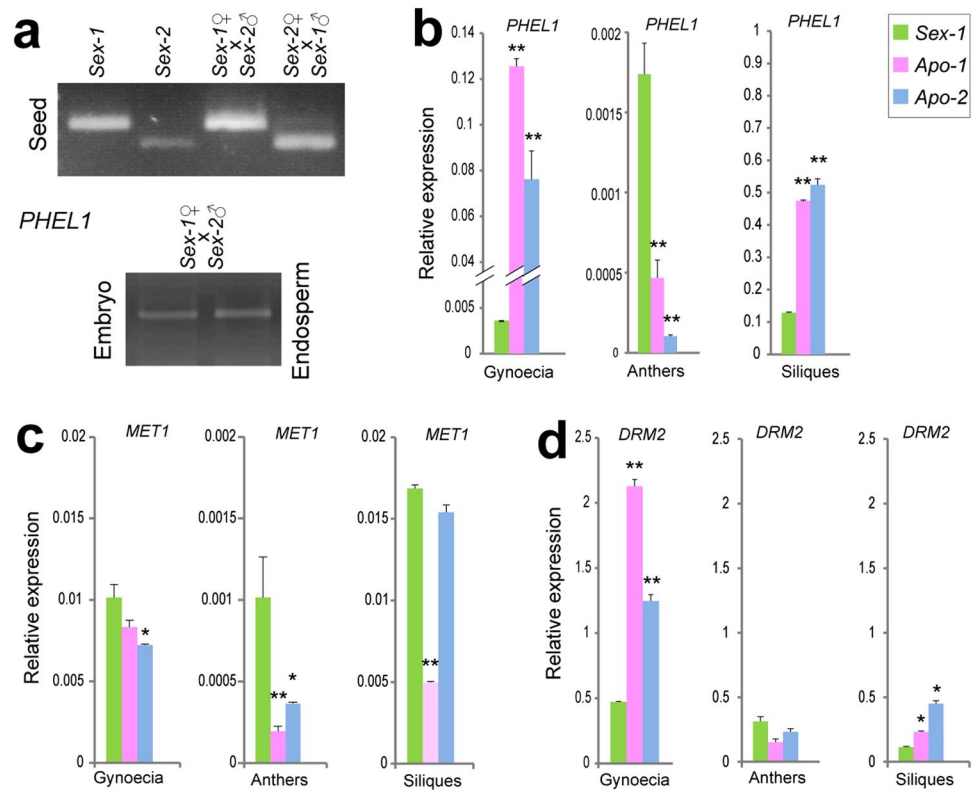 a
Sex-1
Sex-2
Sex-1♀
x
Sex-2♂
Sex-2♀
x
Sex-1♂
Seed
PHEL1
Sex-1♀
x
Sex-2♂
Embryo
Endosperm
b
PHEL1
PHEL1
PHEL1
Sex-1
Apo-1
Apo-2
Relative expression
0.14
0.12
0.1
0.08
0.06
0.04
0.005
0
**
**
Gynoecia
0.002
0.0015
0.001
0.0005
0
**
**
Anthers
0.6
0.5
0.4
0.3
0.2
0.1
0
1
0.9
0.8
0.7
**
**
Siliques
c
MET1
MET1
MET1
Relative expression
0.02
0.015
0.01
0.005
0
*
Gynoecia
0.002
0.0015
0.001
0.0005
0
**
*
Anthers
0.02
0.015
0.01
0.005
0
**
Siliques
d
DRM2
DRM2
DRM2
Relative expression
2.5
2
1.5
1
0.5
0
**
**
Gynoecia
2.5
2
1.5
1
0.5
0
Anthers
2.5
2
1.5
1
0.5
0
*
*
Siliques